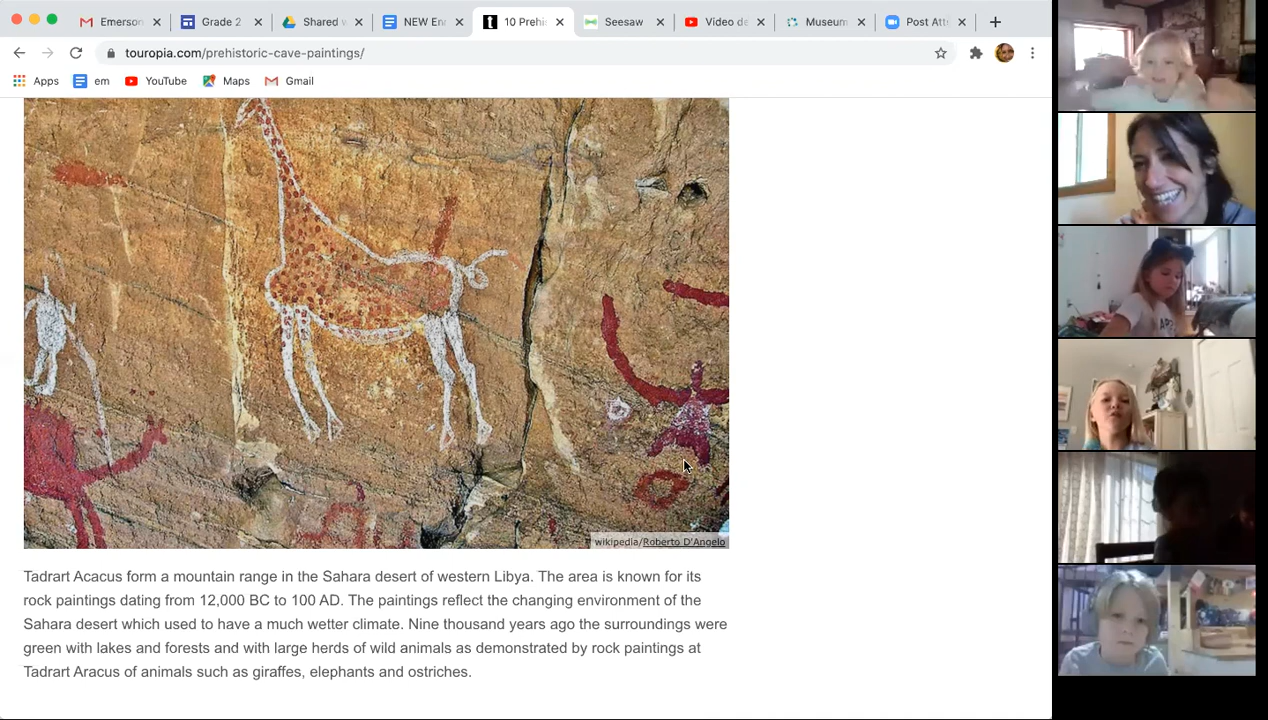 Emerson
Grade 2
Shared w
NEW En
10 Prehi
Seesaw
Video de
Museum
Post Att
touropia.com/prehistoric-cave-paintings/
Apps
em
YouTube
Maps
Gmail
wikipedia/Roberto D'Angelo
Tadrart Acacus form a mountain range in the Sahara desert of western Libya. The area is known for its
rock paintings dating from 12,000 BC to 100 AD. The paintings reflect the changing environment of the
Sahara desert which used to have a much wetter climate. Nine thousand years ago the surroundings were
green with lakes and forests and with large herds of wild animals as demonstrated by rock paintings at
Tadrart Aracus of animals such as giraffes, elephants and ostriches.